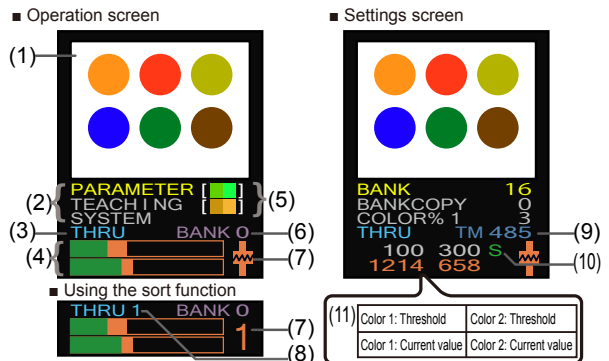 ■ Operation screen
(1)
PARAMETER [ ]
TEACHING [ ]
SYSTEM
(2)
(5)
(3)
THRU BANK 0
(6)
(4)
(7)
■ Using the sort function
THRU 1 BANK 0
1
(7)
(8)
■ Settings screen
BANK 16
BANKCOPY 0
COLOR% 1 3
THRU TM 485
(9)
100 300 S
(10)
1214 658
(11)
Color 1: Threshold Color 2: Threshold
Color 1: Current value Color 2: Current value